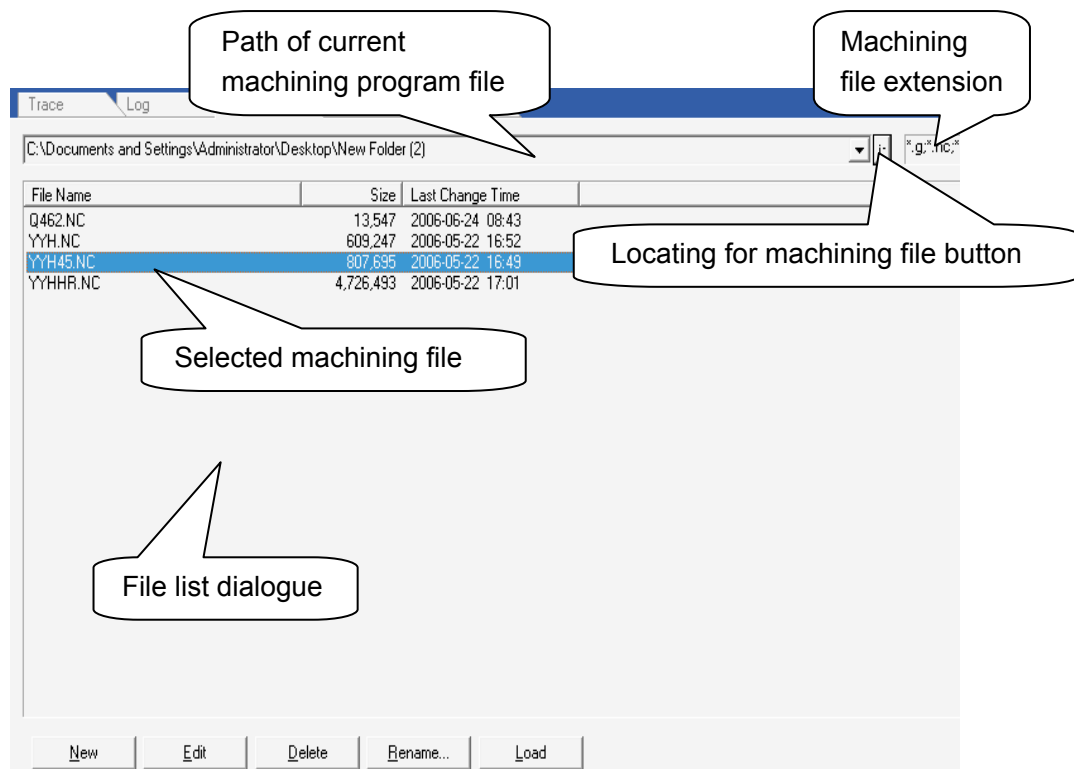 Path of current
machining program file
Machining
file extension
Trace Log
C:\Documents and Settings\Administrator\Desktop\New Folder (2)
*.g;*.nc;*
File Name Size Last Change Time
Q462.NC 13,547 2006-06-24 08:43
YYH.NC 609,247 2006-05-22 16:52
YYH45.NC 807,695 2006-05-22 16:49
YYHHR.NC 4,726,493 2006-05-22 17:01
Locating for machining file button
Selected machining file
File list dialogue
New Edit Delete Rename... Load